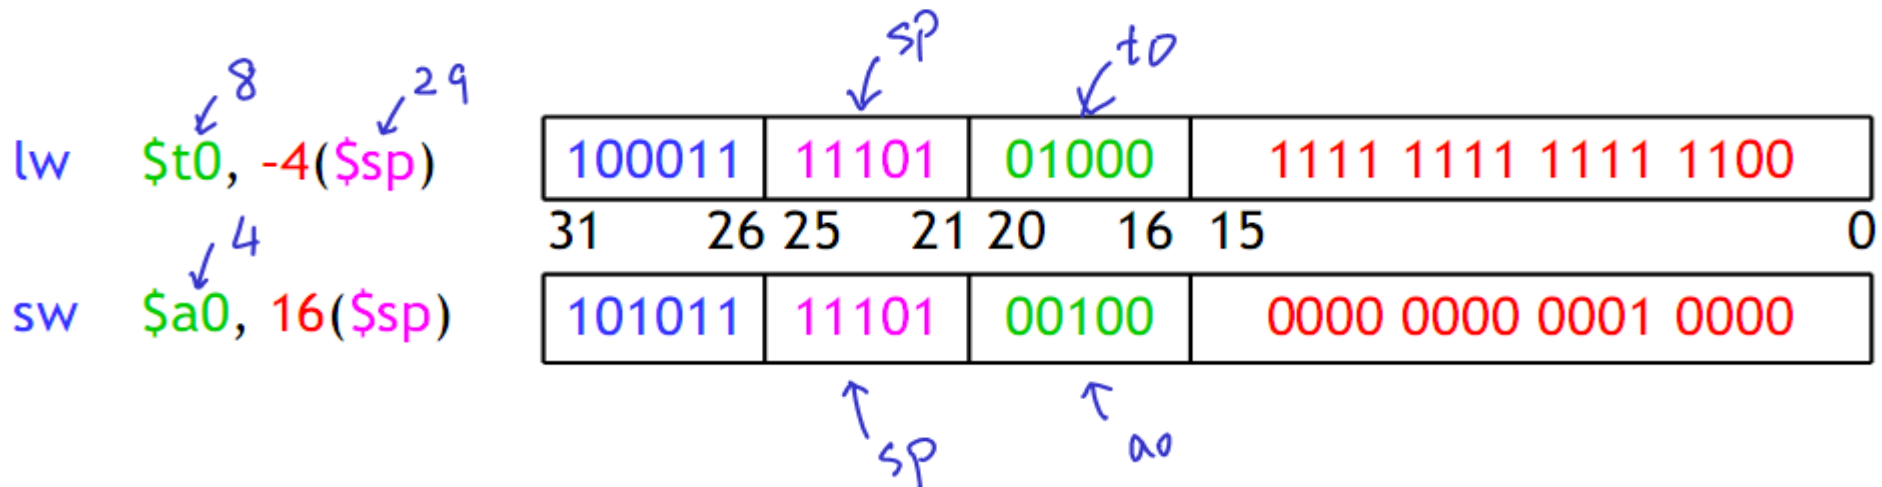 sp t0
8 29
lw $t0, -4($sp) 100011 11101 01000 1111 1111 1111 1100
31 26 25 21 20 16 15 0
4
sw $a0, 16($sp) 101011 11101 00100 0000 0000 0001 0000
sp a0